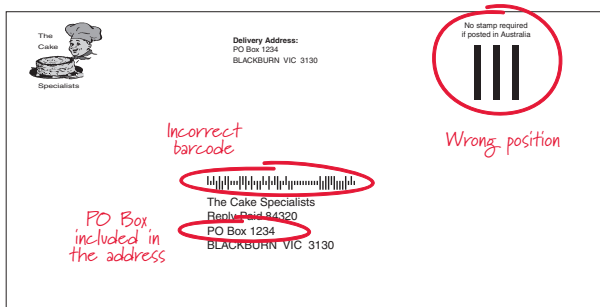 The
Cake
Specialists
Delivery Address:
PO Box 1234
BLACKBURN VIC 3130
No stamp required
if posted in Australia
Incorrect
barcode
Wrong position
The Cake Specialists
Reply Paid 84320
PO Box 1234
BLACKBURN VIC 3130
PO Box
included in
the address